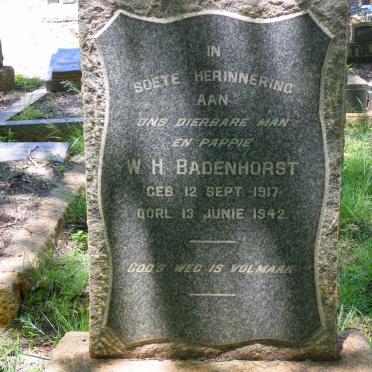 IN
SOETE HERINNERING
AAN
ONS DIERBARE MAN
EN PAPPIE
W. H. BADENHORST
GEB. 12 SEPT. 1917
OORL. 13 JUNIE 1942
GOD'S WEG IS VOLMAAK